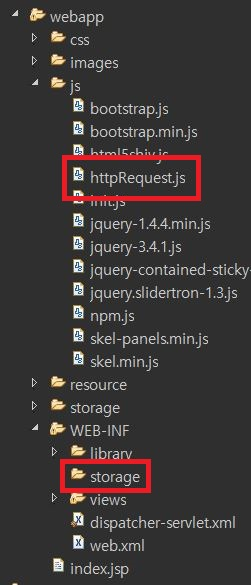 webapp
css
images
js
bootstrap.js
bootstrap.min.js
html5shiv.js
httpRequest.js
init.js
jquery-1.4.4.min.js
jquery-3.4.1.js
jquery-contained-sticky-
jquery.slidertron-1.3.js
npm.js
skel-panels.min.js
skel.min.js
resource
storage
WEB-INF
library
storage
views
dispatcher-servlet.xml
web.xml
index.jsp